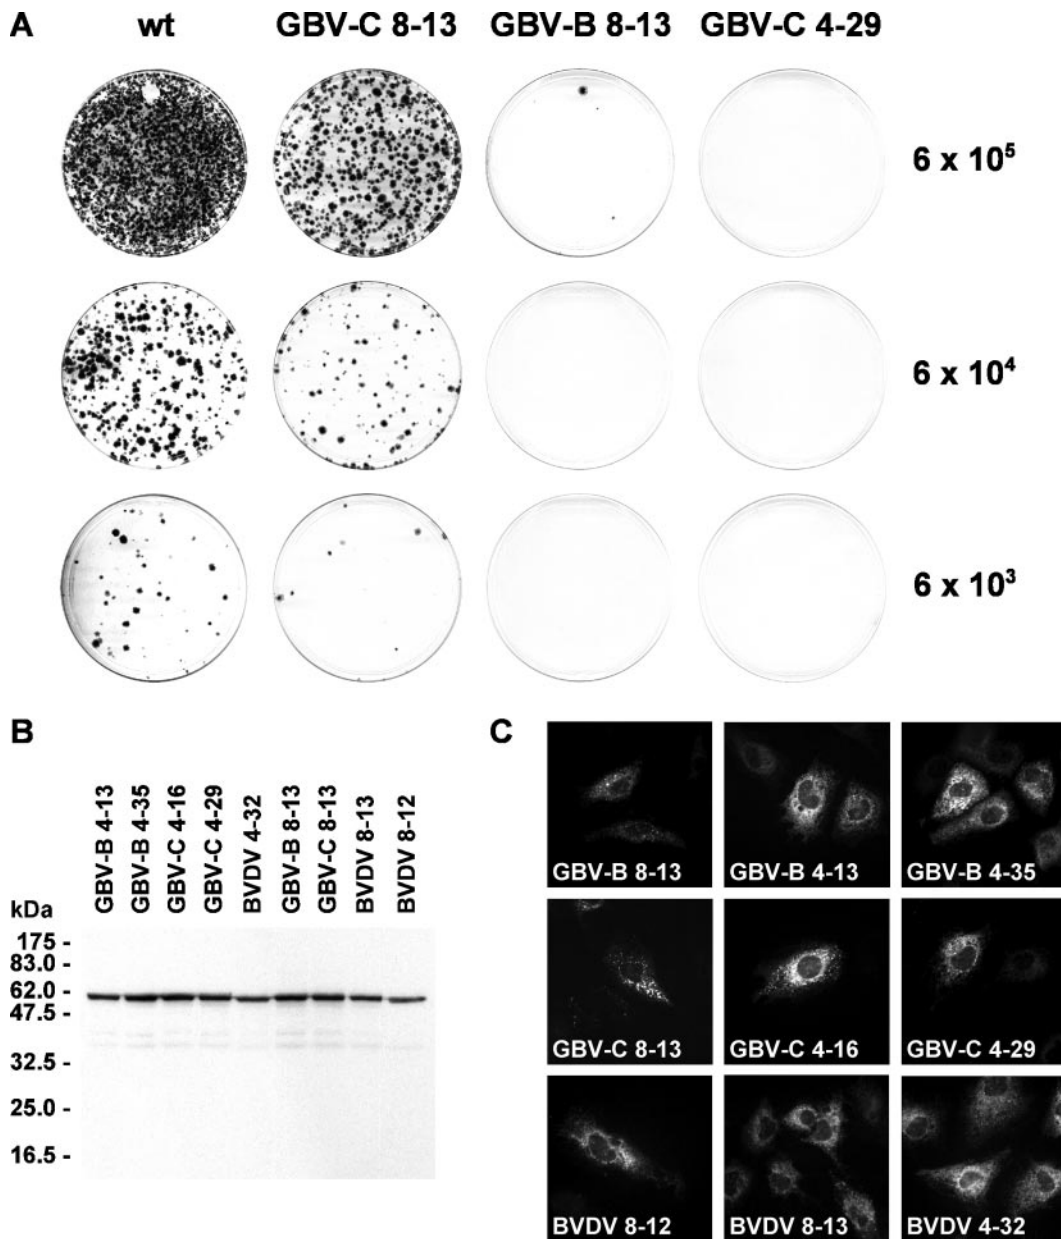 A
wt GBV-C 8-13 GBV-B 8-13 GBV-C 4-29
6 x 10⁵
6 x 10⁴
6 x 10³
B
GBV-B 4-13
GBV-B 4-35
GBV-C 4-16
GBV-C 4-29
BVDV 4-32
GBV-B 8-13
GBV-C 8-13
BVDV 8-13
BVDV 8-12
kDa
175 -
83.0 -
62.0 -
47.5 -
32.5 -
25.0 -
16.5 -
C
GBV-B 8-13 GBV-B 4-13 GBV-B 4-35
GBV-C 8-13 GBV-C 4-16 GBV-C 4-29
BVDV 8-12 BVDV 8-13 BVDV 4-32